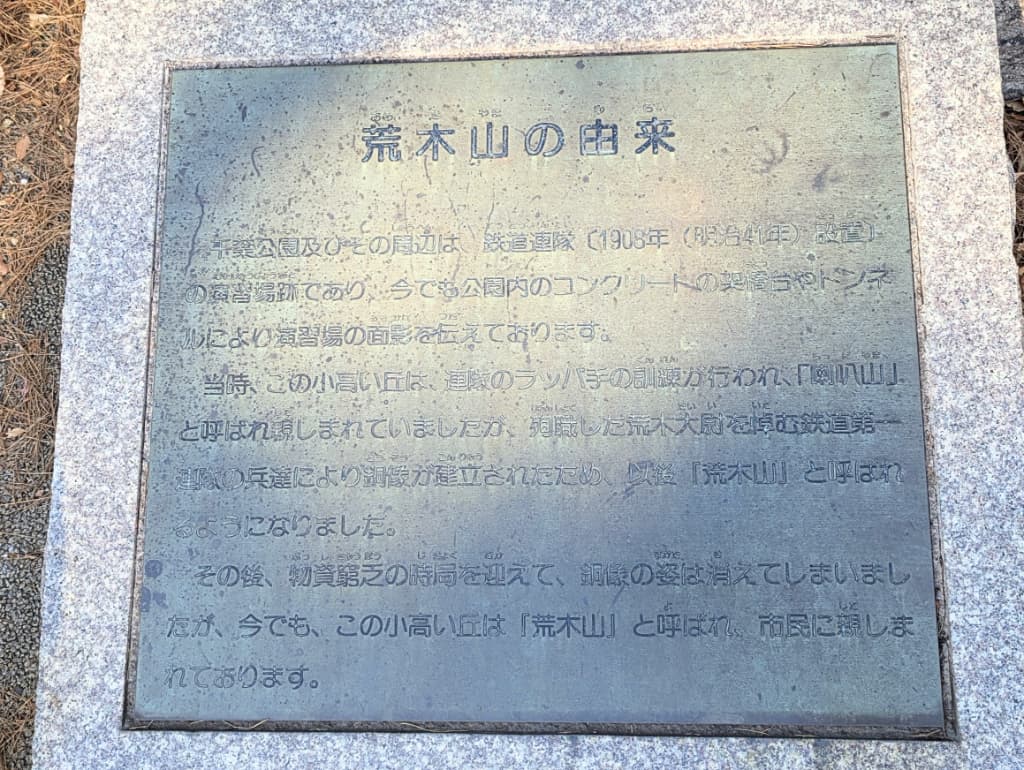 荒木山の由来
千葉公園及びその周辺は、鉄道連隊〔1908年（明治41年）設置〕
の演習場跡であり、今でも公園内のコンクリートの架橋台やトンネ
ルにより演習場の面影を伝えております。
当時、この小高い丘は、連隊のラッパ手の訓練が行われ、「喇叭山」
と呼ばれ親しまれていましたが、殉職した荒木大尉を悼む鉄道第一
連隊の兵達により銅像が建立されたため、以後「荒木山」と呼ばれ
るようになりました。
その後、物資窮乏の時局を迎えて、銅像の姿は消えてしまいまし
たが、今でも、この小高い丘は「荒木山」と呼ばれ、市民に親しま
れております。